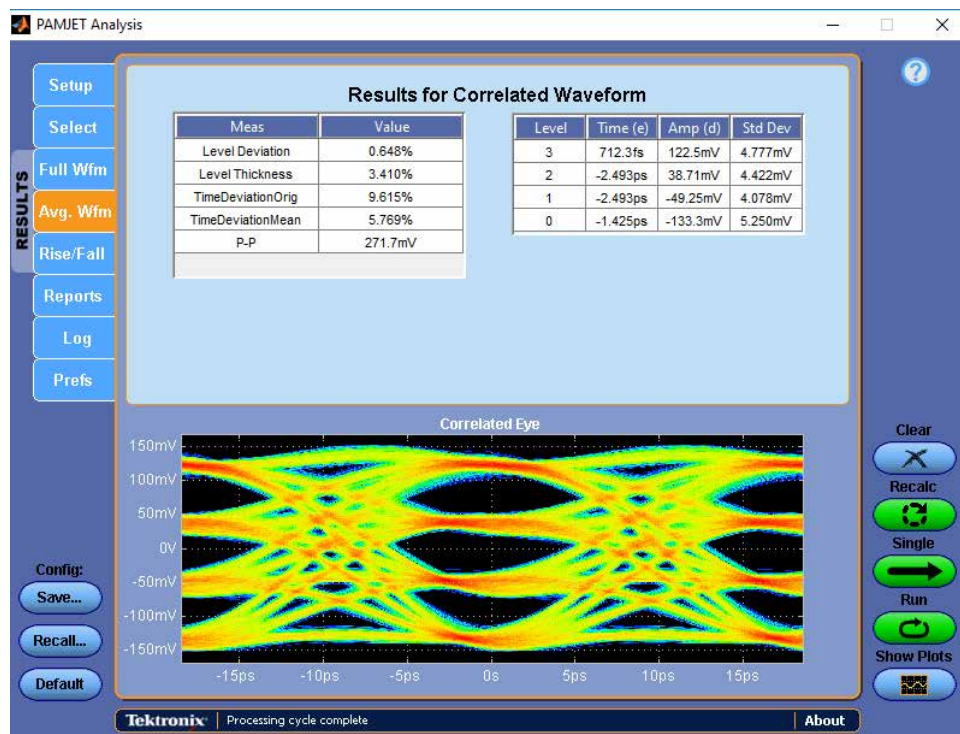 PAMJET Analysis
Setup
Select
Full Wfm
Avg. Wfm
Rise/Fall
Reports
Log
Prefs
RESULTS
Results for Correlated Waveform
Meas Value
Level Deviation 0.648%
Level Thickness 3.410%
TimeDeviationOrig 9.615%
TimeDeviationMean 5.769%
P-P 271.7mV
Level Time (e) Amp (d) Std Dev
3 712.3fs 122.5mV 4.777mV
2 -2.493ps 38.71mV 4.422mV
1 -2.493ps -49.25mV 4.078mV
0 -1.425ps -133.3mV 5.250mV
?
Correlated Eye
150mV
100mV
50mV
0V
-50mV
-100mV
-150mV
-15ps -10ps -5ps 0s 5ps 10ps 15ps
Config:
Save...
Recall...
Default
Clear
Recalc
Single
Run
Show Plots
Tektronix Processing cycle complete About